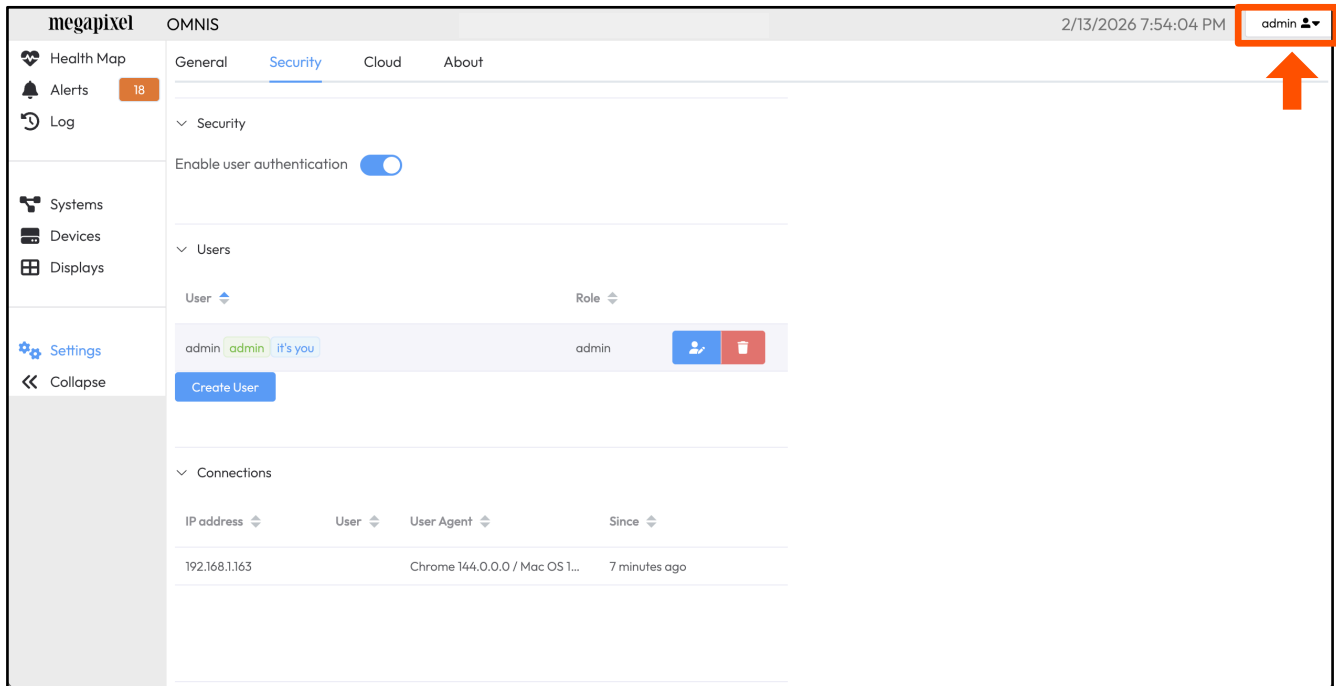 megapixel OMNIS 2/13/2026 7:54:04 PM admin
Health Map
Alerts 18
Log
Systems
Devices
Displays
Settings
Collapse
General Security Cloud About
Security
Enable user authentication
Users
User Role
admin admin it's you admin
Create User
Connections
IP address User User Agent Since
192.168.1.163 Chrome 144.0.0.0 / Mac OS 1... 7 minutes ago